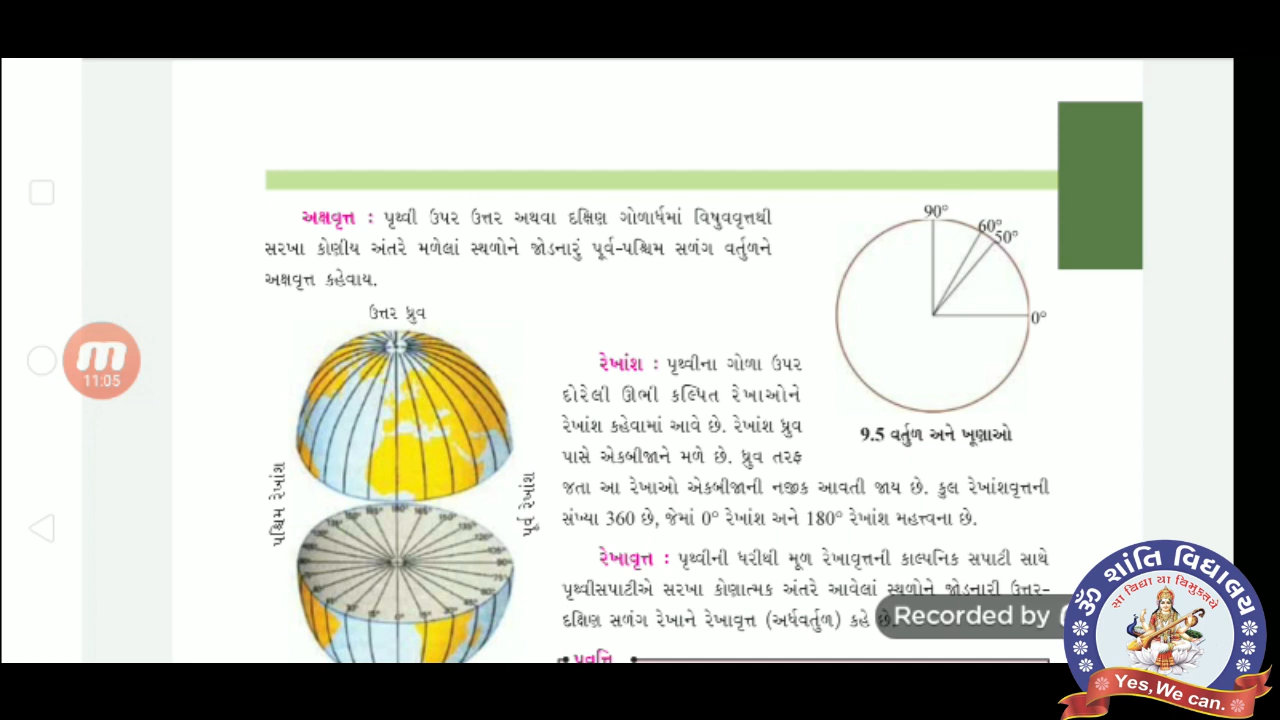 અક્ષવૃત્ત : પૃથ્વી ઉપર ઉત્તર અથવા દક્ષિણ ગોળાર્ધમાં વિષુવવૃત્તથી
સરખા કોણીય અંતરે મળેલાં સ્થળોને જોડનારું પૂર્વ-પશ્ચિમ સળંગ વર્તુળને
અક્ષવૃત્ત કહેવાય.
90°
60°
50°
0°
9.5 વર્તુળ અને ખૂણાઓ
ઉત્તર ધ્રુવ
પશ્ચિમ રેખાંશ
પૂર્વ રેખાંશ
રેખાંશ : પૃથ્વીના ગોળા ઉપર
દોરેલી ઊભી કલ્પિત રેખાઓને
રેખાંશ કહેવામાં આવે છે. રેખાંશ ધ્રુવ
પાસે એકબીજાને મળે છે. ધ્રુવ તરફ
જતા આ રેખાઓ એકબીજાની નજીક આવતી જાય છે. કુલ રેખાંશવૃત્તની
સંખ્યા 360 છે, જેમાં 0° રેખાંશ અને 180° રેખાંશ મહત્ત્વના છે.
રેખાવૃત્ત : પૃથ્વીની ધરીથી મૂળ રેખાવૃત્તની કાલ્પનિક સપાટી સાથે
પૃથ્વીસપાટીએ સરખા કોણાત્મક અંતરે આવેલાં સ્થળોને જોડનારી ઉત્તર-
દક્ષિણ સળંગ રેખાને રેખાવૃત્ત (અર્ધવર્તુળ) કહે
પ્રવૃત્તિ
11:05
Recorded by
ૐ શાંતિ વિદ્યાલય
सा विद्या या विमुक्तये
Yes, We can.